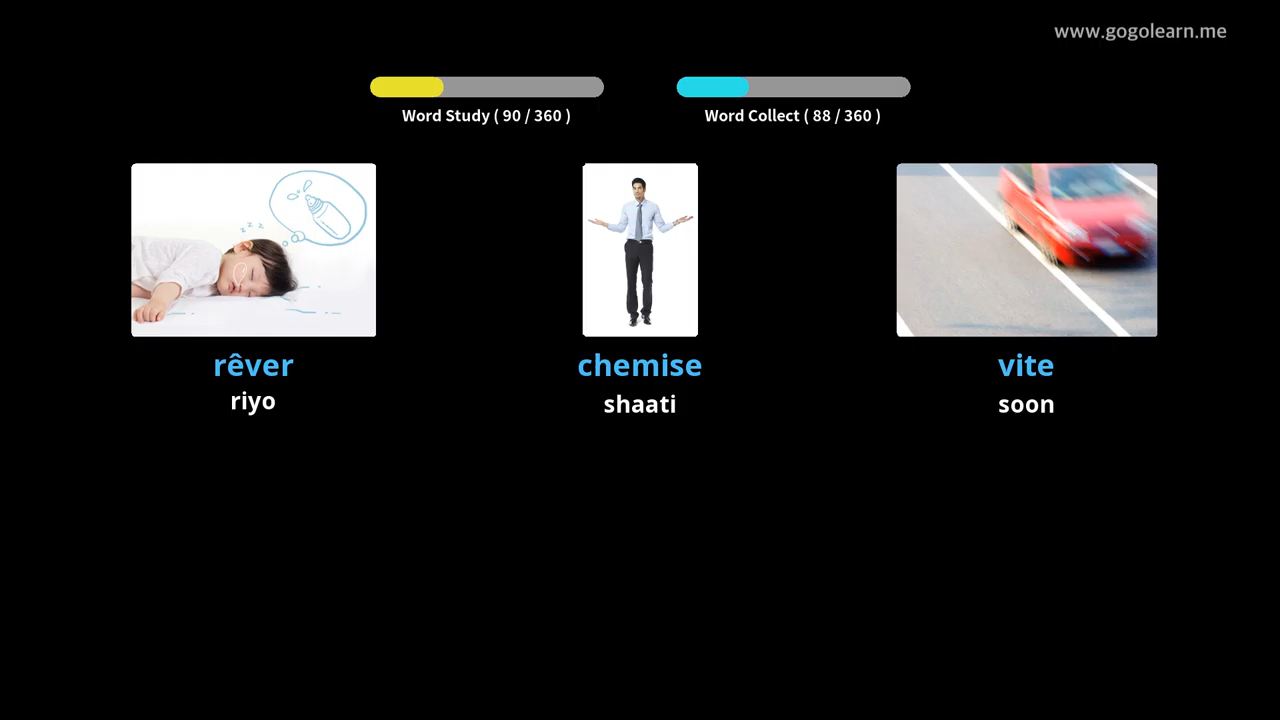 www.gogolearn.me
Word Study ( 90 / 360 )
Word Collect ( 88 / 360 )
z z z
rêver
chemise
vite
riyo
shaati
soon